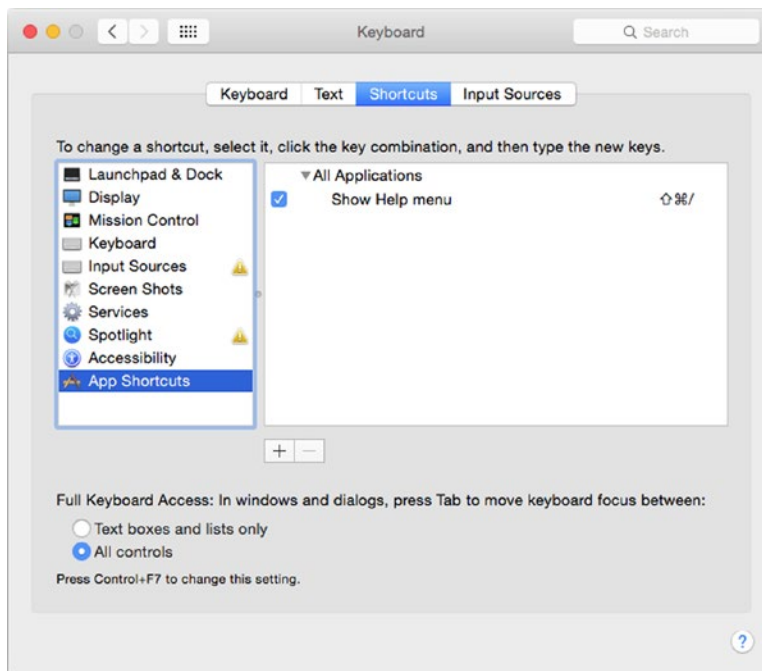 Keyboard
Search
Keyboard Text Shortcuts Input Sources
To change a shortcut, select it, click the key combination, and then type the new keys.
Launchpad & Dock
Display
Mission Control
Keyboard
Input Sources
Screen Shots
Services
Spotlight
Accessibility
App Shortcuts
All Applications
Show Help menu ⇧⌘/
Full Keyboard Access: In windows and dialogs, press Tab to move keyboard focus between:
Text boxes and lists only
All controls
Press Control+F7 to change this setting.
?